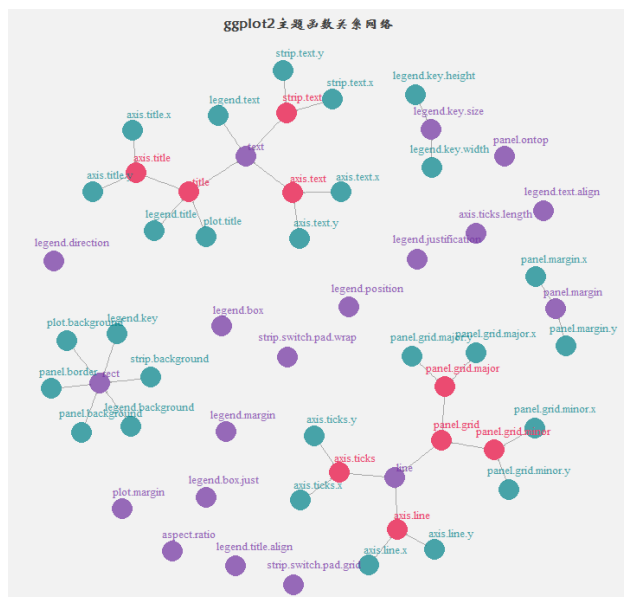 ggplot2主题函数关系网络
strip.text.y
strip.text.x
legend.key.height
legend.text
strip.text
axis.title.x
legend.key.size
text
legend.key.width
panel.ontop
axis.title
axis.title.y
title
axis.text
axis.text.x
legend.text.align
legend.title
plot.title
axis.text.y
axis.ticks.length
legend.direction
legend.justification
panel.margin.x
legend.position
panel.margin
legend.box
plot.background
legend.key
strip.switch.pad.wrap
panel.margin.y
panel.grid.major.y
panel.grid.major.x
strip.background
panel.border
rect
panel.grid.major
panel.background
legend.background
legend.margin
axis.ticks.y
panel.grid.minor.x
panel.grid
panel.grid.minor
axis.ticks
line
panel.grid.minor.y
legend.box.just
axis.ticks.x
plot.margin
axis.line
aspect.ratio
axis.line.y
legend.title.align
axis.line.x
strip.switch.pad.grid